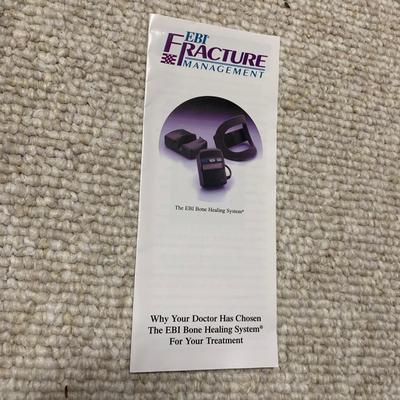 EBI
FRACTURE
MANAGEMENT
The EBI Bone Healing System®
Why Your Doctor Has Chosen
The EBI Bone Healing System®
For Your Treatment